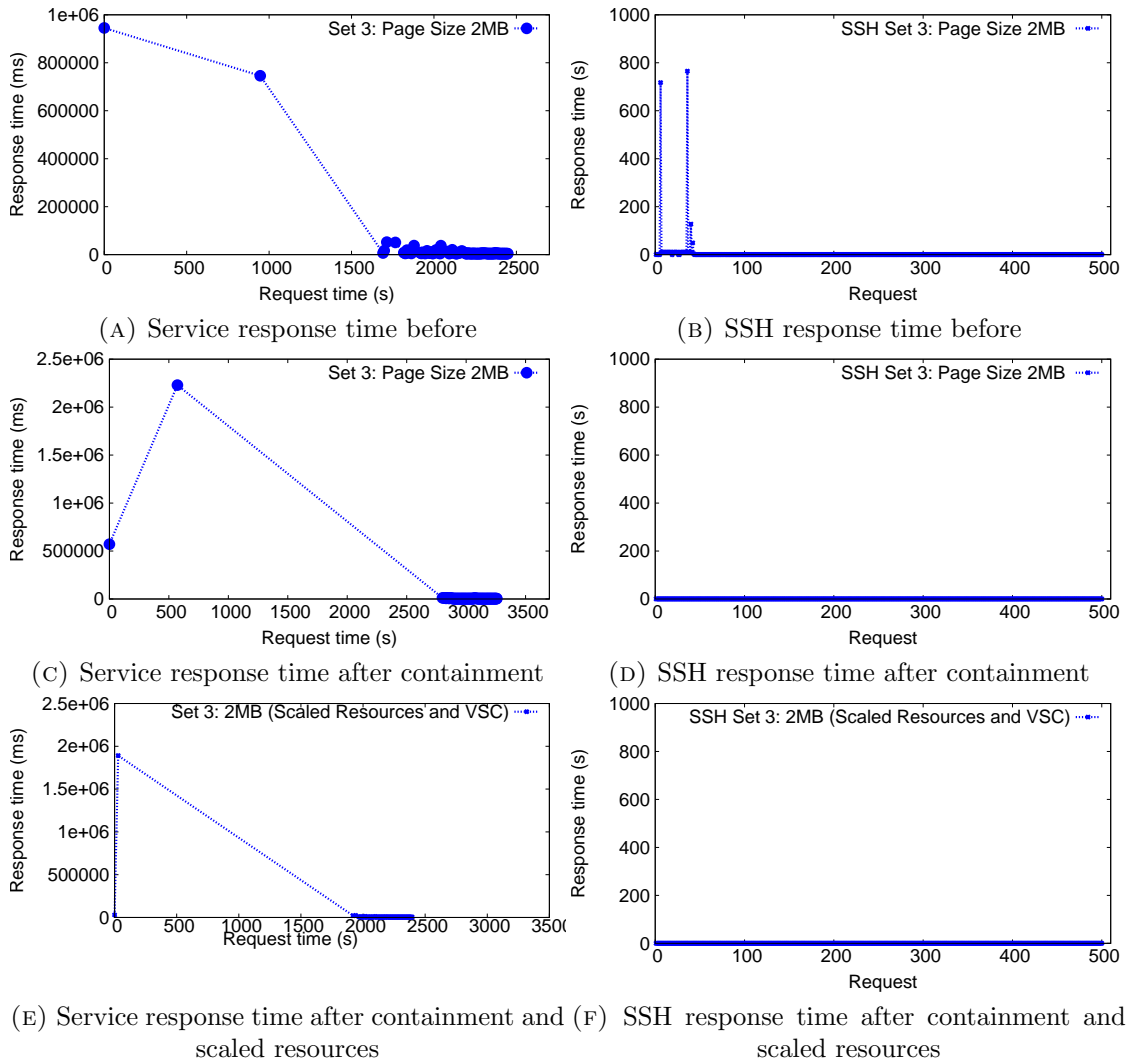 1e+06
800000
600000
400000
200000
0
0 500 1000 1500 2000 2500
Response time (ms)
Request time (s)
Set 3: Page Size 2MB
(A) Service response time before
1000
800
600
400
200
0
0 100 200 300 400 500
Response time (s)
Request
SSH Set 3: Page Size 2MB
(B) SSH response time before
2.5e+06
2e+06
1.5e+06
1e+06
500000
0
0 500 1000 1500 2000 2500 3000 3500
Response time (ms)
Request time (s)
Set 3: Page Size 2MB
(C) Service response time after containment
1000
800
600
400
200
0
0 100 200 300 400 500
Response time (s)
Request
SSH Set 3: Page Size 2MB
(D) SSH response time after containment
2.5e+06
2e+06
1.5e+06
1e+06
500000
0
0 500 1000 1500 2000 2500 3000 3500
Response time (ms)
Request time (s)
Set 3: 2MB (Scaled Resources and VSC)
(E) Service response time after containment and
scaled resources
1000
800
600
400
200
0
0 100 200 300 400 500
Response time (s)
Request
SSH Set 3: 2MB (Scaled Resources and VSC)
(F) SSH response time after containment and
scaled resources